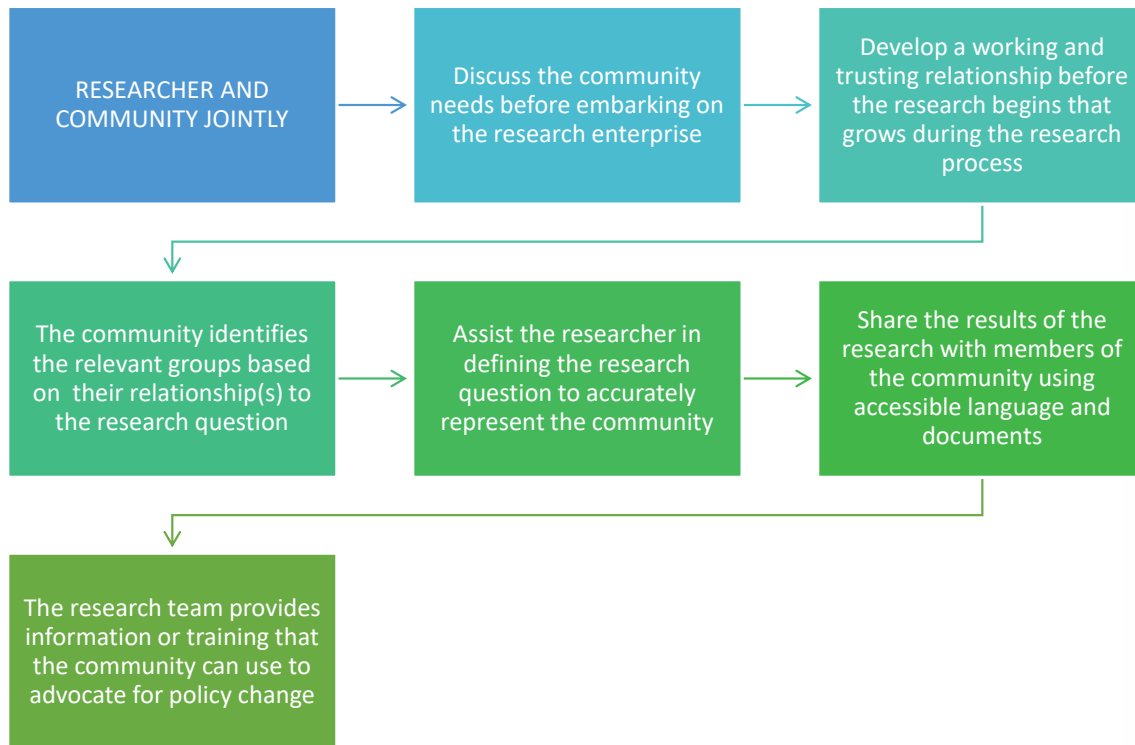 RESEARCHER AND
COMMUNITY JOINTLY
Discuss the community
needs before embarking on
the research enterprise
Develop a working and
trusting relationship before
the research begins that
grows during the research
process
The community identifies
the relevant groups based
on their relationship(s) to
the research question
Assist the researcher in
defining the research
question to accurately
represent the community
Share the results of the
research with members of
the community using
accessible language and
documents
The research team provides
information or training that
the community can use to
advocate for policy change